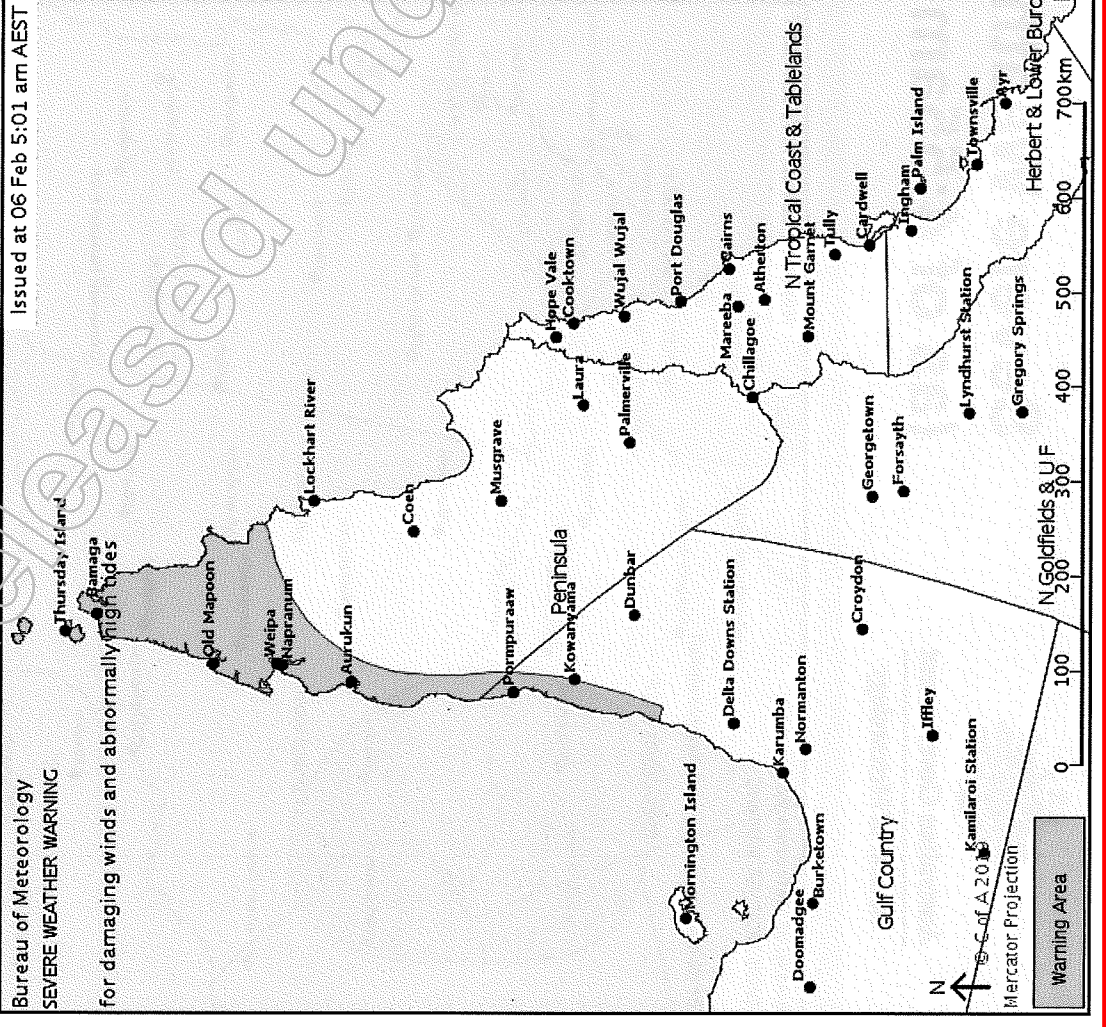 Bureau of Meteorology
SEVERE WEATHER WARNING
for damaging winds and abnormally high tides
Issued at 06 Feb 5:01 am AEST
eleased und
Thursday Island
Bamaga
Old Mapoon
Weipa
Napranum
Lockhart River
Aurukun
Coen
Musgrave
Pormpuraaw
Peninsula
Kowanyama
Hope Vale
Cooktown
Laura
Wujal Wujal
Palmerville
Dunbar
Port Douglas
Mornington Island
Cairns
Mareeba
Delta Downs Station
Chillagoe
Atherton
Karumba
N Tropical Coast & Tablelands
Normanton
Mount Garnet
Doomadgee
Burketown
Tully
Croydon
Georgetown
Cardwell
Gulf Country
Forsayth
Ingham
Palm Island
Iffley
Lyndhurst Station
Townsville
Kamilaroi Station
Gregory Springs
Ayr
N Goldfields & U F
Herbert & Lower Burd
N
© C of A 2019
Mercator Projection
Warning Area
0 100 200 300 400 500 600 700km